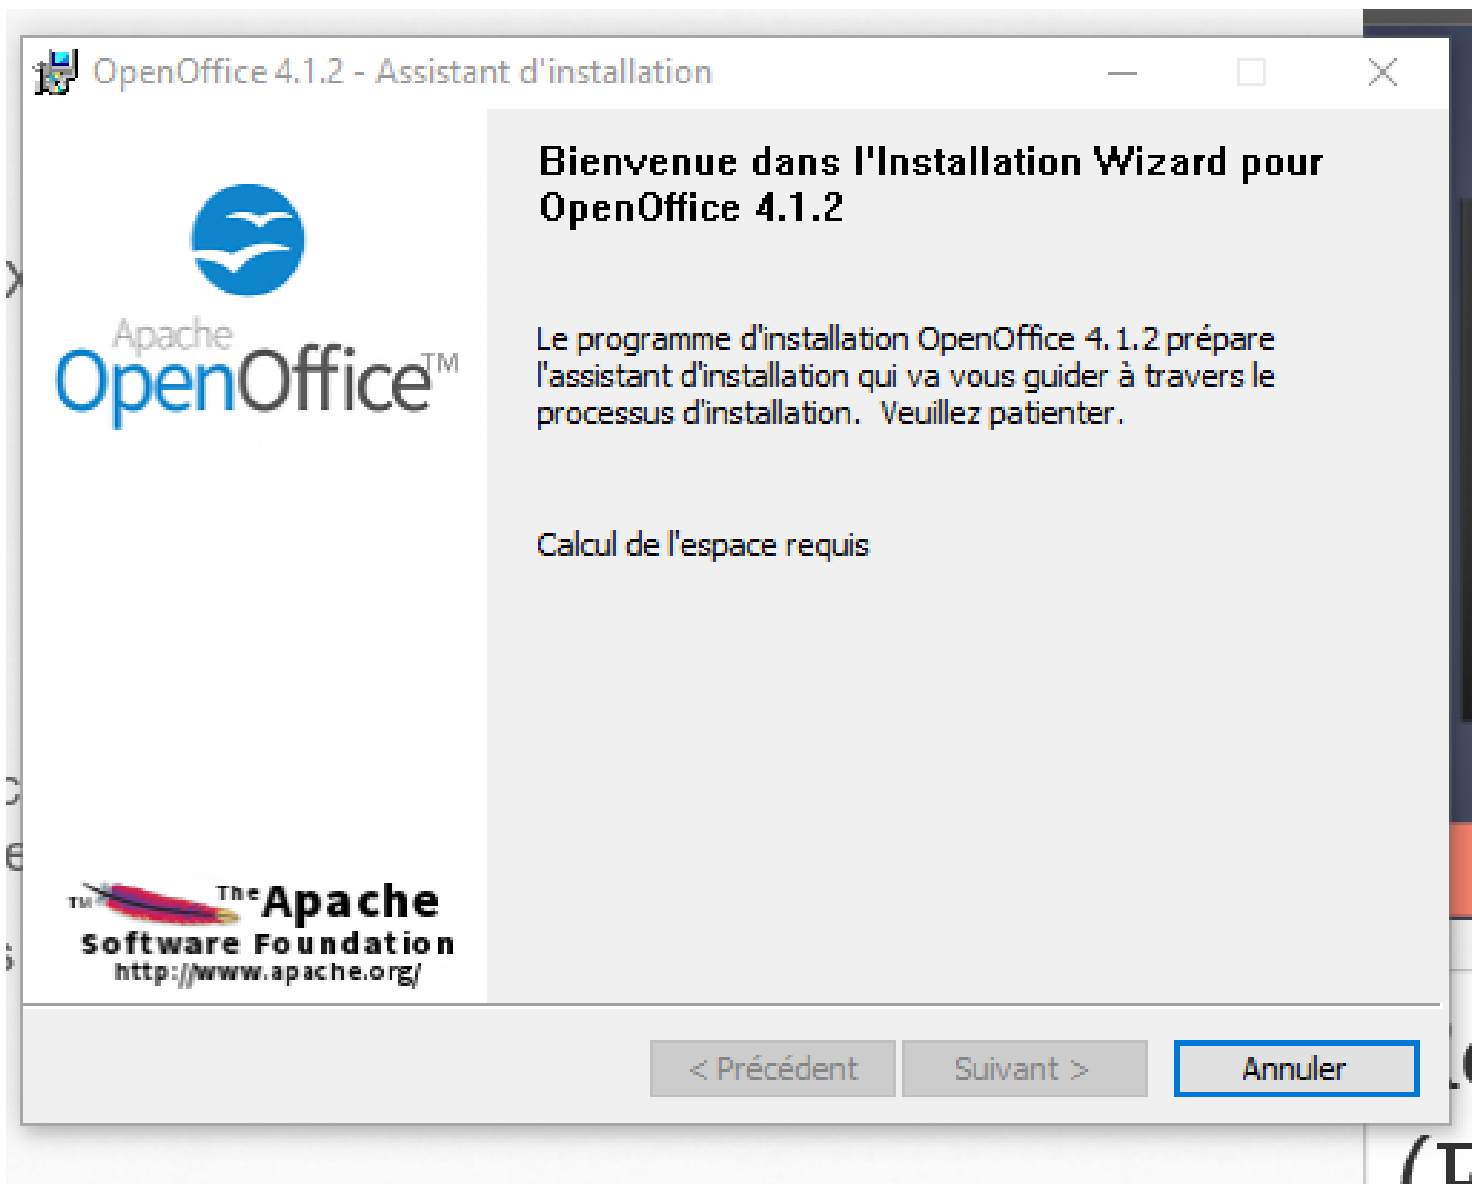 OpenOffice 4.1.2 - Assistant d'installation
Bienvenue dans l'Installation Wizard pour
OpenOffice 4.1.2
Apache
OpenOffice™
Le programme d'installation OpenOffice 4.1.2 prépare
l'assistant d'installation qui va vous guider à travers le
processus d'installation. Veuillez patienter.
Calcul de l'espace requis
TM The Apache
Software Foundation
http://www.apache.org/
< Précédent
Suivant >
Annuler